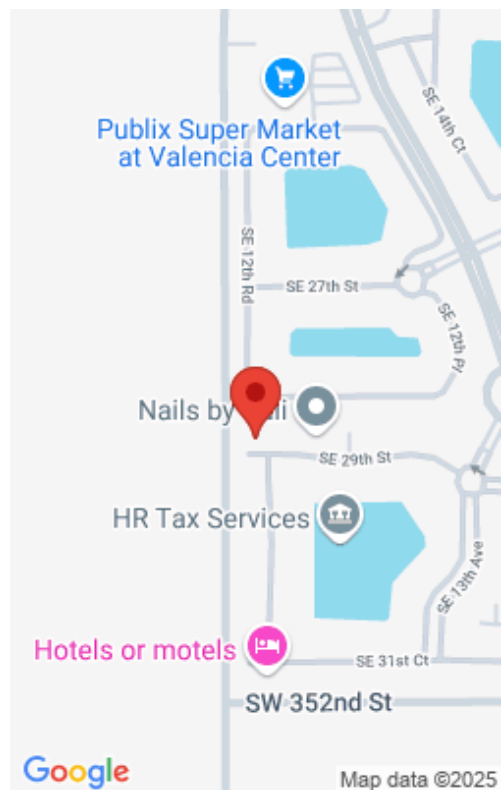 SE 14th Ct
Publix Super Market
at Valencia Center
SE 12th Rd
SE 27th St
SE 12th Pl
Nails by
SE 29th St
HR Tax Services
SE 13th Ave
Hotels or motels
SE 31st Ct
SW 352nd St
Google
Map data ©2025